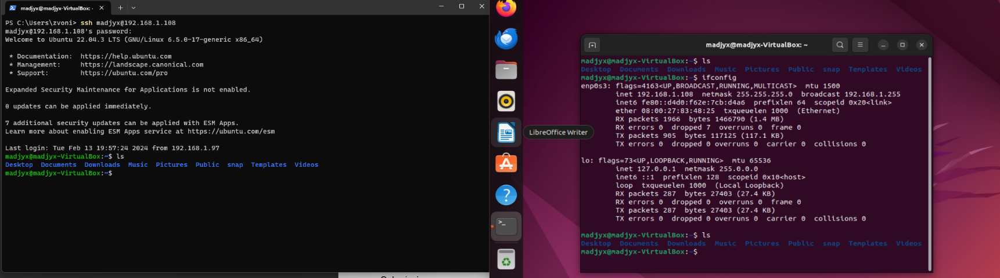 madjyx@madjyx-VirtualBox: ~
PS C:\Users\zvoni> ssh madjyx@192.168.1.108
madjyx@192.168.1.108's password:
Welcome to Ubuntu 22.04.3 LTS (GNU/Linux 6.5.0-17-generic x86_64)
* Documentation:  https://help.ubuntu.com
* Management:     https://landscape.canonical.com
* Support:        https://ubuntu.com/pro
Expanded Security Maintenance for Applications is not enabled.
0 updates can be applied immediately.
7 additional security updates can be applied with ESM Apps.
Learn more about enabling ESM Apps service at https://ubuntu.com/esm
Last login: Tue Feb 13 19:57:24 2024 from 192.168.1.97
madjyx@madjyx-VirtualBox:~$ ls
Desktop  Documents  Downloads  Music  Pictures  Public  snap  Templates  Videos
madjyx@madjyx-VirtualBox:~$
LibreOffice Writer
madjyx@madjyx-VirtualBox: ~
madjyx@madjyx-VirtualBox:~$ ls
Desktop  Documents  Downloads  Music  Pictures  Public  snap  Templates  Videos
madjyx@madjyx-VirtualBox:~$ ifconfig
enp0s3: flags=4163<UP,BROADCAST,RUNNING,MULTICAST>  mtu 1500
inet 192.168.1.108  netmask 255.255.255.0  broadcast 192.168.1.255
inet6 fe80::d4d0:f62e:7cb:d4a6  prefixlen 64  scopeid 0x20<link>
ether 08:00:27:83:48:25  txqueuelen 1000  (Ethernet)
RX packets 1966  bytes 1466790 (1.4 MB)
RX errors 0  dropped 7  overruns 0  frame 0
TX packets 905  bytes 117125 (117.1 KB)
TX errors 0  dropped 0 overruns 0  carrier 0  collisions 0
lo: flags=73<UP,LOOPBACK,RUNNING>  mtu 65536
inet 127.0.0.1  netmask 255.0.0.0
inet6 ::1  prefixlen 128  scopeid 0x10<host>
loop  txqueuelen 1000  (Local Loopback)
RX packets 287  bytes 27403 (27.4 KB)
RX errors 0  dropped 0  overruns 0  frame 0
TX packets 287  bytes 27403 (27.4 KB)
TX errors 0  dropped 0 overruns 0  carrier 0  collisions 0
madjyx@madjyx-VirtualBox:~$ ls
Desktop  Documents  Downloads  Music  Pictures  Public  snap  Templates  Videos
madjyx@madjyx-VirtualBox:~$